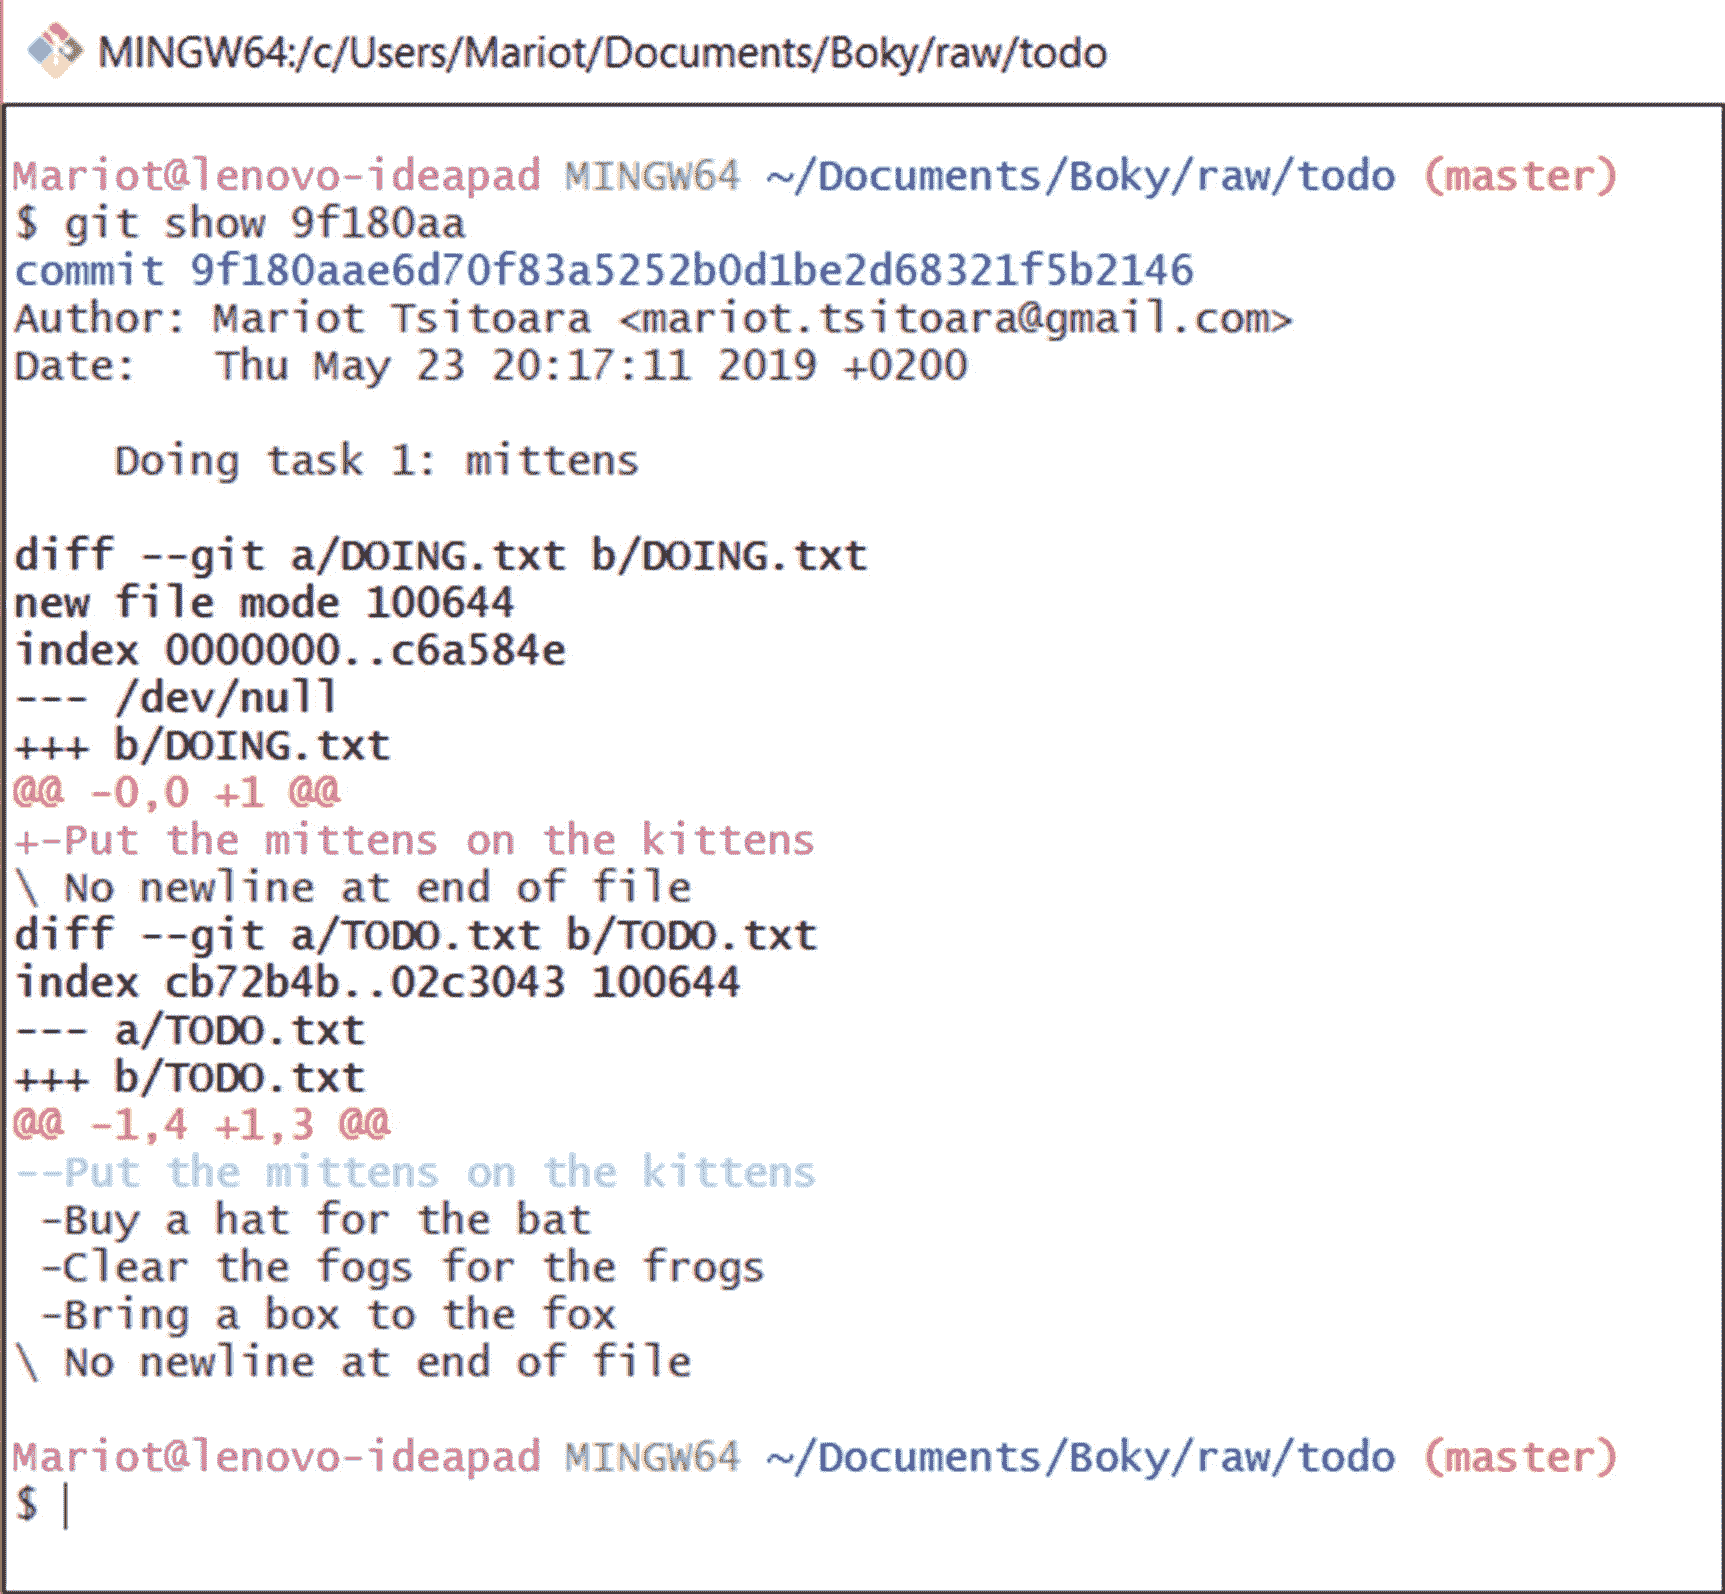 MINGW64:/c/Users/Mariot/Documents/Boky/raw/todo
Mariot@lenovo-ideapad MINGW64 ~/Documents/Boky/raw/todo (master)
$ git show 9f180aa
commit 9f180aae6d70f83a5252b0d1be2d68321f5b2146
Author: Mariot Tsitoara <mariot.tsitoara@gmail.com>
Date:   Thu May 23 20:17:11 2019 +0200
    Doing task 1: mittens
diff --git a/DOING.txt b/DOING.txt
new file mode 100644
index 0000000..c6a584e
--- /dev/null
+++ b/DOING.txt
@@ -0,0 +1 @@
+-Put the mittens on the kittens
\ No newline at end of file
diff --git a/TODO.txt b/TODO.txt
index cb72b4b..02c3043 100644
--- a/TODO.txt
+++ b/TODO.txt
@@ -1,4 +1,3 @@
--Put the mittens on the kittens
 -Buy a hat for the bat
 -Clear the fogs for the frogs
 -Bring a box to the fox
\ No newline at end of file
Mariot@lenovo-ideapad MINGW64 ~/Documents/Boky/raw/todo (master)
$